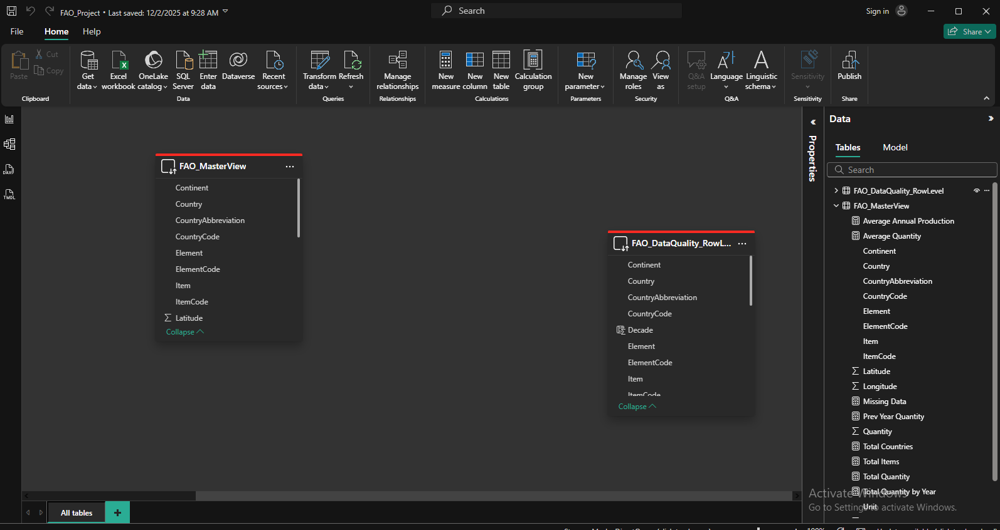 FAO_Project • Last saved: 12/2/2025 at 9:28 AM
Search
Sign in
File
Home
Help
Share
Paste
Cut
Copy
Clipboard
Get data
Excel workbook
OneLake catalog
SQL Server
Enter data
Dataverse
Recent sources
Data
Transform data
Refresh
Queries
Manage relationships
Relationships
New measure
New column
New table
Calculation group
Calculations
New parameter
Parameters
Manage roles
View as
Security
Q&A setup
Language
Linguistic schema
Q&A
Sensitivity
Sensitivity
Publish
Share
DAX
TMDL
FAO_MasterView
Continent
Country
CountryAbbreviation
CountryCode
Element
ElementCode
Item
ItemCode
Latitude
Collapse
FAO_DataQuality_RowL...
Continent
Country
CountryAbbreviation
CountryCode
Decade
Element
ElementCode
Item
ItemCode
Collapse
Properties
Data
Tables
Model
Search
FAO_DataQuality_RowLevel
FAO_MasterView
Average Annual Production
Average Quantity
Continent
Country
CountryAbbreviation
CountryCode
Element
ElementCode
Item
ItemCode
Latitude
Longitude
Missing Data
Prev Year Quantity
Quantity
Total Countries
Total Items
Total Quantity
Total Quantity by Year
Unit
Activate Windows
Go to Settings to activate Windows.
All tables